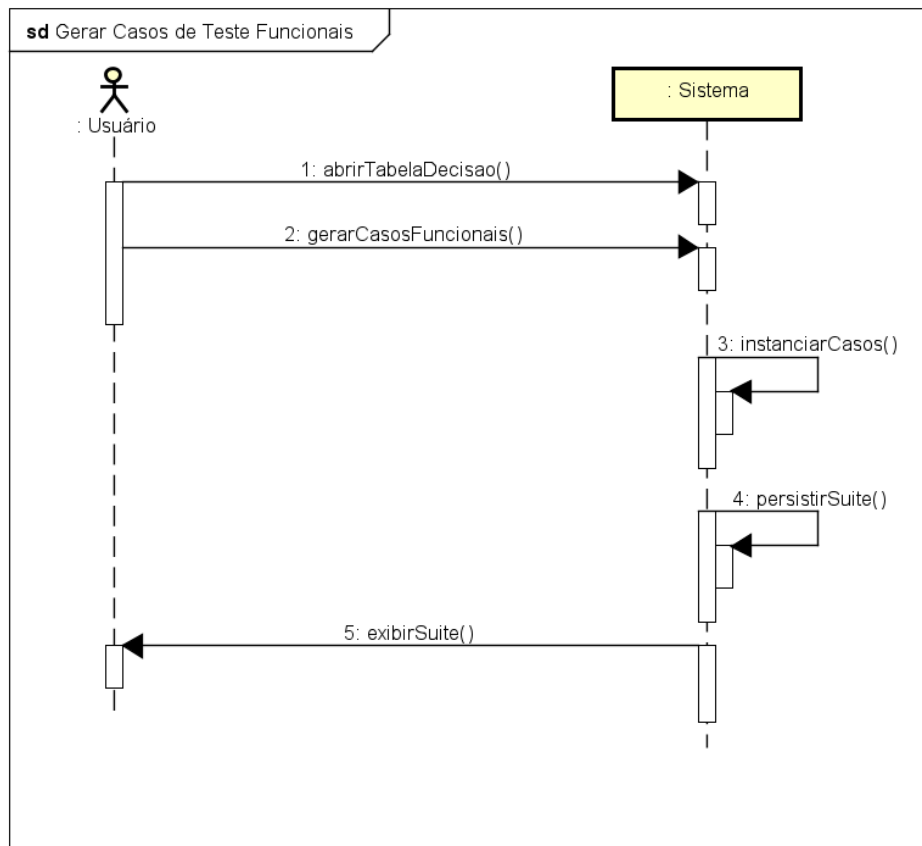 sd Gerar Casos de Teste Funcionais
: Usuário
: Sistema
1: abrirTabelaDecisao()
2: gerarCasosFuncionais()
3: instanciarCasos()
4: persistirSuite()
5: exibirSuite()